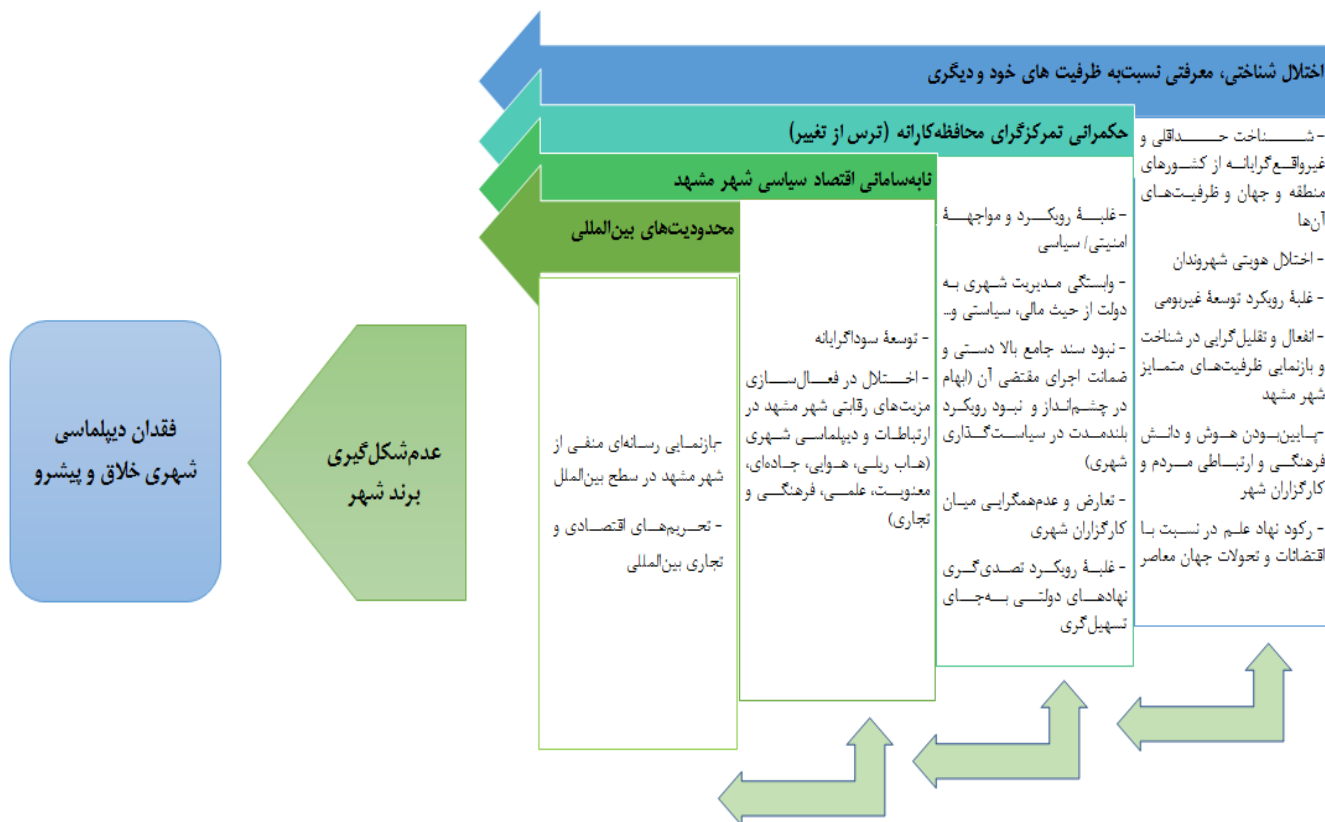 اختلال شناختی، معرفتی نسبت‌به ظرفیت های خود و دیگری
- شناخت حداقلی و
غیرواقع‌گرایانه از کشورهای
منطقه و جهان و ظرفیت‌های
آن‌ها
- اختلال هویتی شهروندان
- غلبۀ رویکرد توسعۀ غیربومی
- انفعال و تقلیل‌گرایی در شناخت
و بازنمایی ظرفیت‌های متمایز
شهر مشهد
-پایین‌بودن هوش و دانش
فرهنگی و ارتباطی مردم و
کارگزاران شهر
- رکود نهاد علم در نسبت با
اقتضائات و تحولات جهان معاصر
حکمرانی تمرکزگرای محافظه‌کارانه (ترس از تغییر)
- غلبۀ رویکرد و مواجهۀ
امنیتی/ سیاسی
- وابستگی مدیریت شهری به
دولت از حیث مالی، سیاستی و...
- نبود سند جامع بالا دستی و
ضمانت اجرای مقتضی آن (ابهام
در چشم‌انداز و نبود رویکرد
بلندمدت در سیاست‌گذاری
شهری)
- تعارض و عدم‌همگرایی میان
کارگزاران شهری
- غلبۀ رویکرد تصدی‌گری
نهادهای دولتی به‌جای
تسهیل‌گری
نابه‌سامانی اقتصاد سیاسی شهر مشهد
- توسعۀ سوداگرایانه
- اختلال در فعال‌سازی
مزیت‌های رقابتی شهر مشهد در
ارتباطات و دیپلماسی شهری
(هاب ریلی، هوایی، جاده‌ای،
معنویت، علمی، فرهنگی و
تجاری)
محدودیت‌های بین‌المللی
-بازنمایی رسانه‌ای منفی از
شهر مشهد در سطح بین‌الملل
- تحریم‌های اقتصادی و
تجاری بین‌المللی
عدم‌شکل‌گیری
برند شهر
فقدان دیپلماسی
شهری خلاق و پیشرو